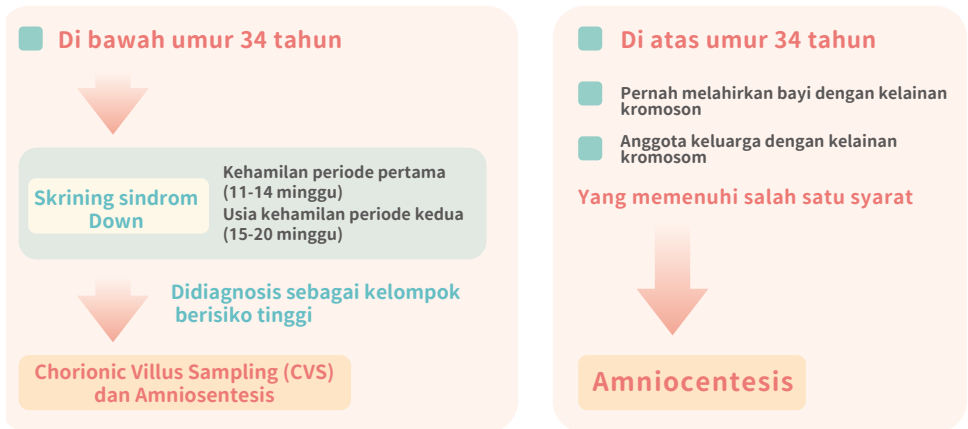 Di bawah umur 34 tahun
Skrining sindrom
Down
Kehamilan periode pertama
(11-14 minggu)
Usia kehamilan periode kedua
(15-20 minggu)
Didiagnosis sebagai kelompok
berisiko tinggi
Chorionic Villus Sampling (CVS)
dan Amniosentesis
Di atas umur 34 tahun
Pernah melahirkan bayi dengan kelainan
kromoson
Anggota keluarga dengan kelainan
kromosom
Yang memenuhi salah satu syarat
Amniocentesis